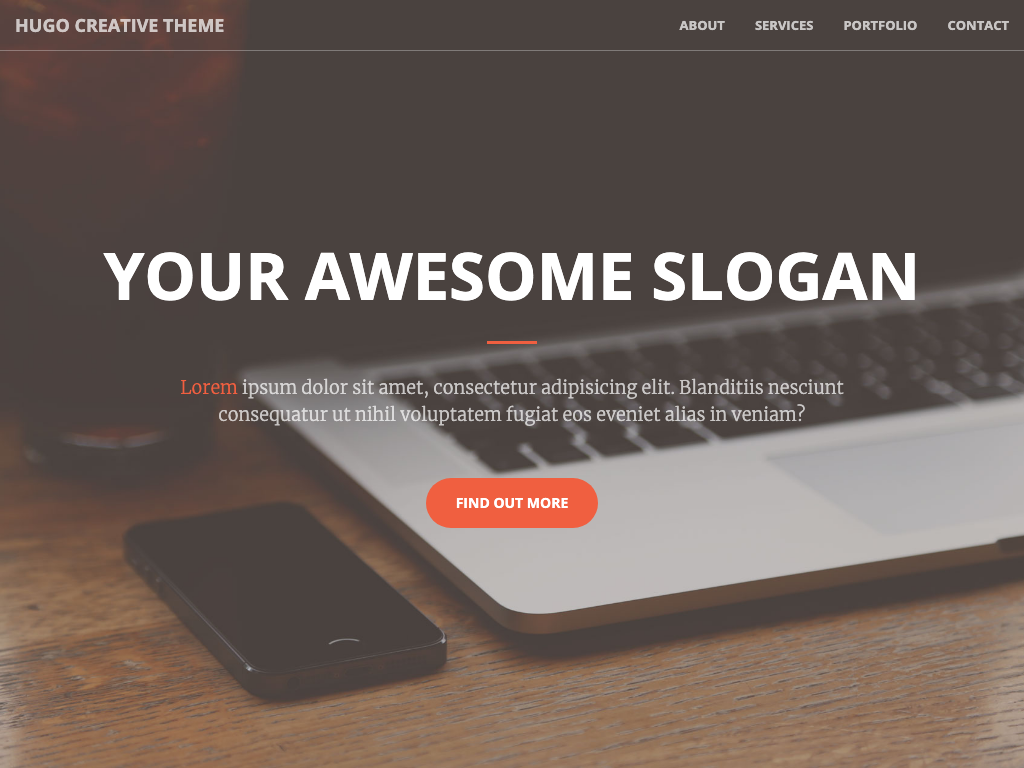 HUGO CREATIVE THEME
ABOUT SERVICES PORTFOLIO CONTACT
YOUR AWESOME SLOGAN
Lorem ipsum dolor sit amet, consectetur adipisicing elit. Blanditiis nesciunt
consequatur ut nihil voluptatem fugiat eos eveniet alias in veniam?
FIND OUT MORE